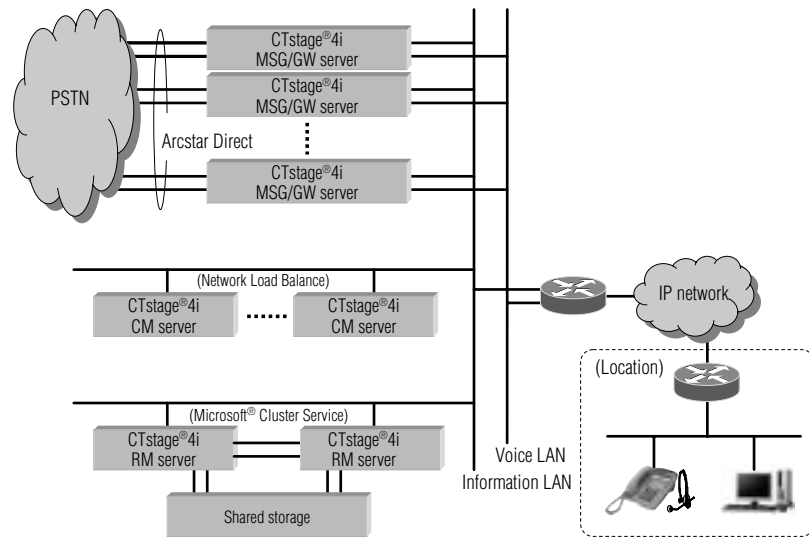 PSTN
Arcstar Direct
CTstage®4i
MSG/GW server
CTstage®4i
MSG/GW server
CTstage®4i
MSG/GW server
(Network Load Balance)
CTstage®4i
CM server
CTstage®4i
CM server
IP network
(Location)
(Microsoft® Cluster Service)
CTstage®4i
RM server
CTstage®4i
RM server
Voice LAN
Information LAN
Shared storage